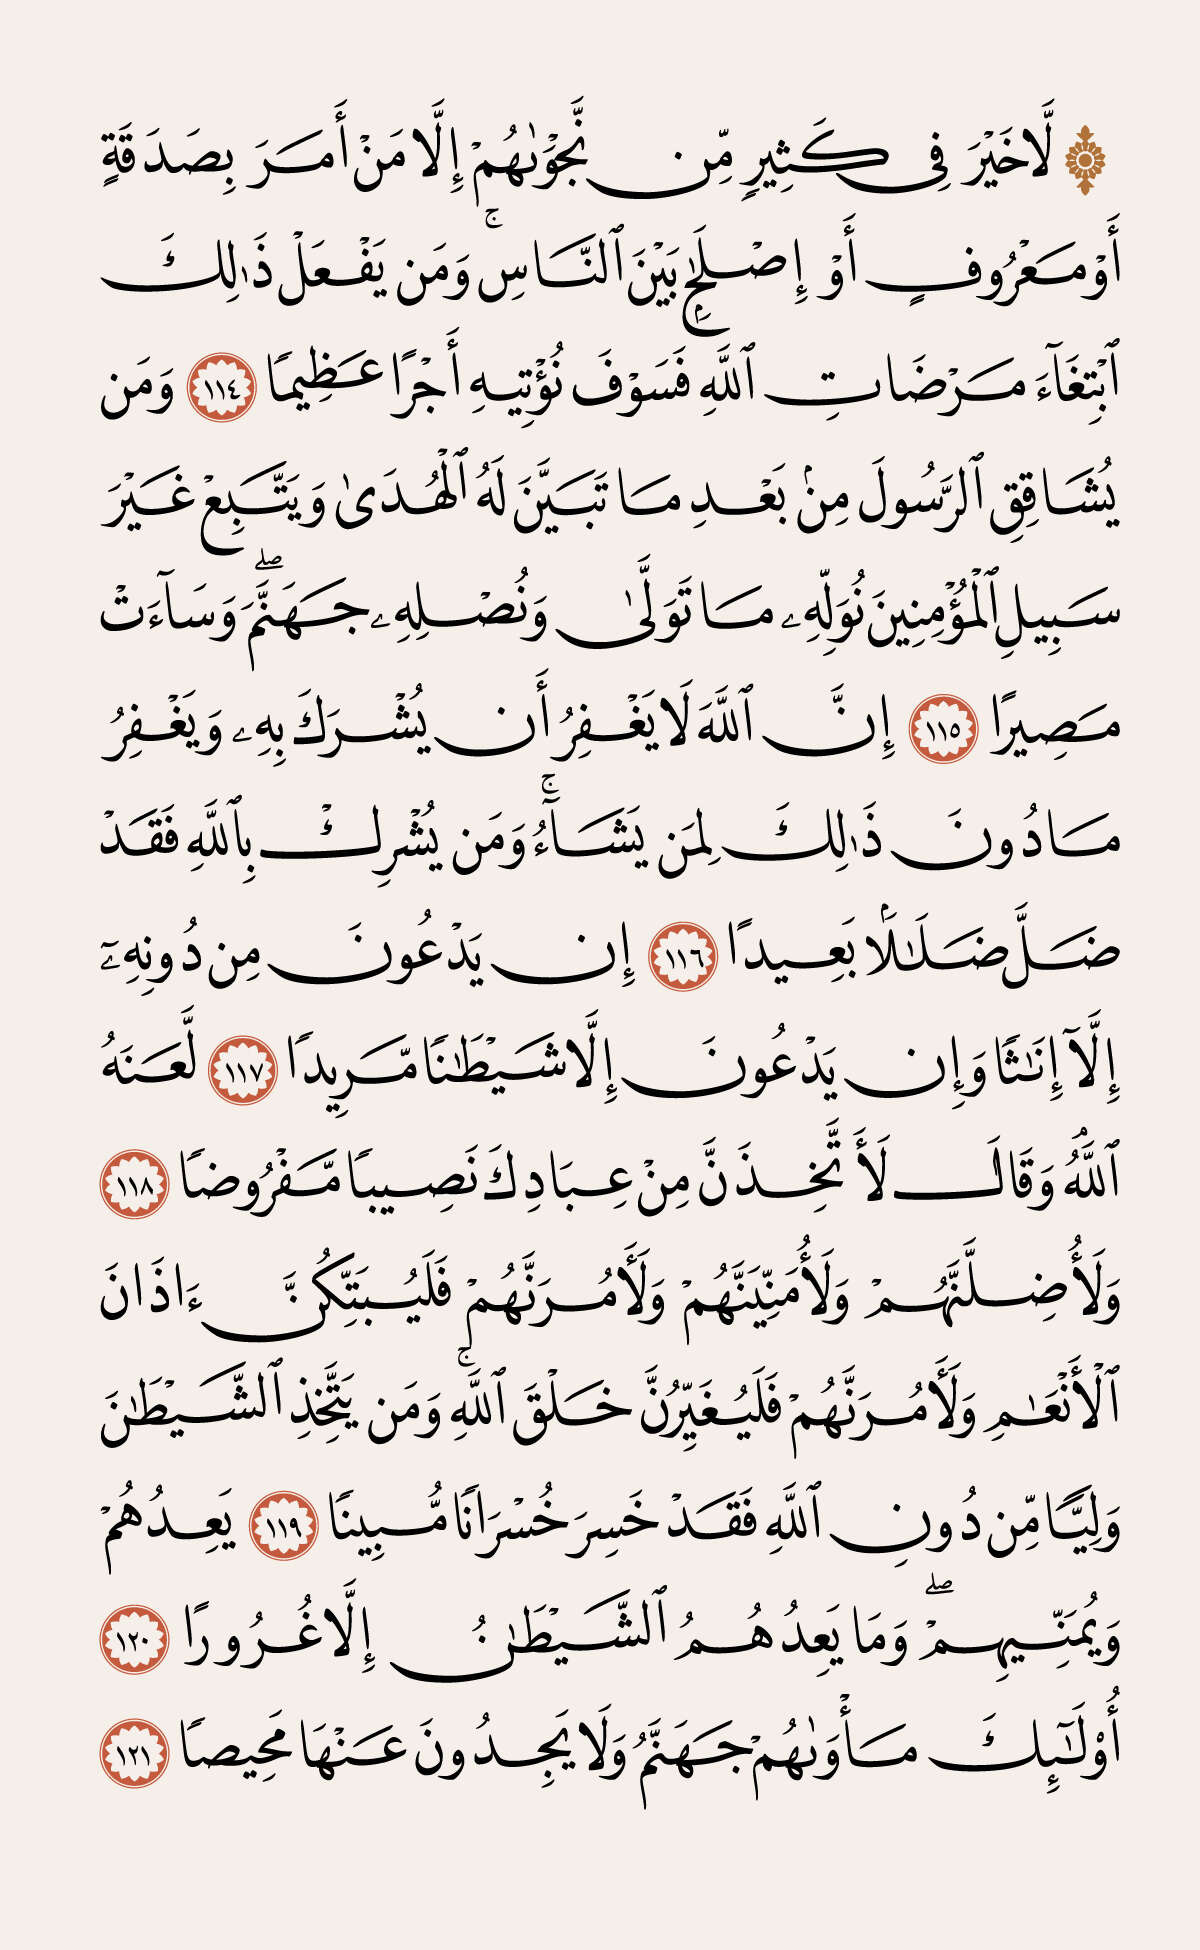 ۞ لَّا خَيْرَ فِى كَثِيرٍ مِّن نَّجْوَىٰهُمْ إِلَّا مَنْ أَمَرَ بِصَدَقَةٍ
أَوْ مَعْرُوفٍ أَوْ إِصْلَٰحٍۭ بَيْنَ ٱلنَّاسِ ۚ وَمَن يَفْعَلْ ذَٰلِكَ
ٱبْتِغَآءَ مَرْضَاتِ ٱللَّهِ فَسَوْفَ نُؤْتِيهِ أَجْرًا عَظِيمًا ١١٤ وَمَن
يُشَاقِقِ ٱلرَّسُولَ مِنۢ بَعْدِ مَا تَبَيَّنَ لَهُ ٱلْهُدَىٰ وَيَتَّبِعْ غَيْرَ
سَبِيلِ ٱلْمُؤْمِنِينَ نُوَلِّهِۦ مَا تَوَلَّىٰ وَنُصْلِهِۦ جَهَنَّمَ ۖ وَسَآءَتْ
مَصِيرًا ١١٥ إِنَّ ٱللَّهَ لَا يَغْفِرُ أَن يُشْرَكَ بِهِۦ وَيَغْفِرُ
مَا دُونَ ذَٰلِكَ لِمَن يَشَآءُ ۚ وَمَن يُشْرِكْ بِٱللَّهِ فَقَدْ
ضَلَّ ضَلَٰلًۢا بَعِيدًا ١١٦ إِن يَدْعُونَ مِن دُونِهِۦٓ
إِلَّآ إِنَٰثًا وَإِن يَدْعُونَ إِلَّا شَيْطَٰنًا مَّرِيدًا ١١٧ لَّعَنَهُ
ٱللَّهُ ۘ وَقَالَ لَأَتَّخِذَنَّ مِنْ عِبَادِكَ نَصِيبًا مَّفْرُوضًا ١١٨
وَلَأُضِلَّنَّهُمْ وَلَأُمَنِّيَنَّهُمْ وَلَءَامُرَنَّهُمْ فَلَيُبَتِّكُنَّ ءَاذَانَ
ٱلْأَنْعَٰمِ وَلَءَامُرَنَّهُمْ فَلَيُغَيِّرُنَّ خَلْقَ ٱللَّهِ ۚ وَمَن يَتَّخِذِ ٱلشَّيْطَٰنَ
وَلِيًّا مِّن دُونِ ٱللَّهِ فَقَدْ خَسِرَ خُسْرَانًا مُّبِينًا ١١٩ يَعِدُهُمْ
وَيُمَنِّيهِمْ ۖ وَمَا يَعِدُهُمُ ٱلشَّيْطَٰنُ إِلَّا غُرُورًا ١٢٠
أُو۟لَٰٓئِكَ مَأْوَىٰهُمْ جَهَنَّمُ وَلَا يَجِدُونَ عَنْهَا مَحِيصًا ١٢١